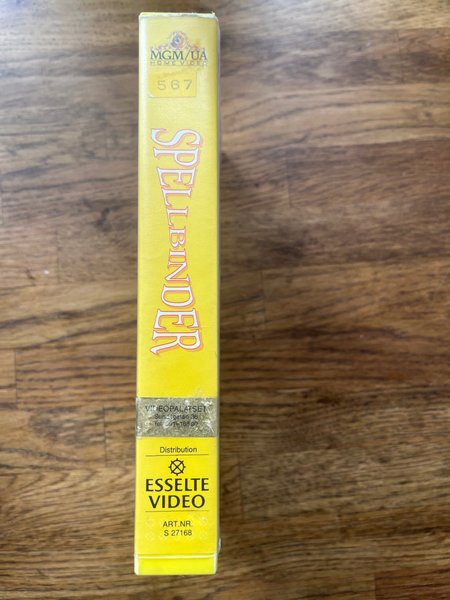 MGM/UA
HOME VIDEO
567
SPELLBINDER
VIDEOPALATSET
Distribution
ESSELTE
VIDEO
ART.NR.
S 27168